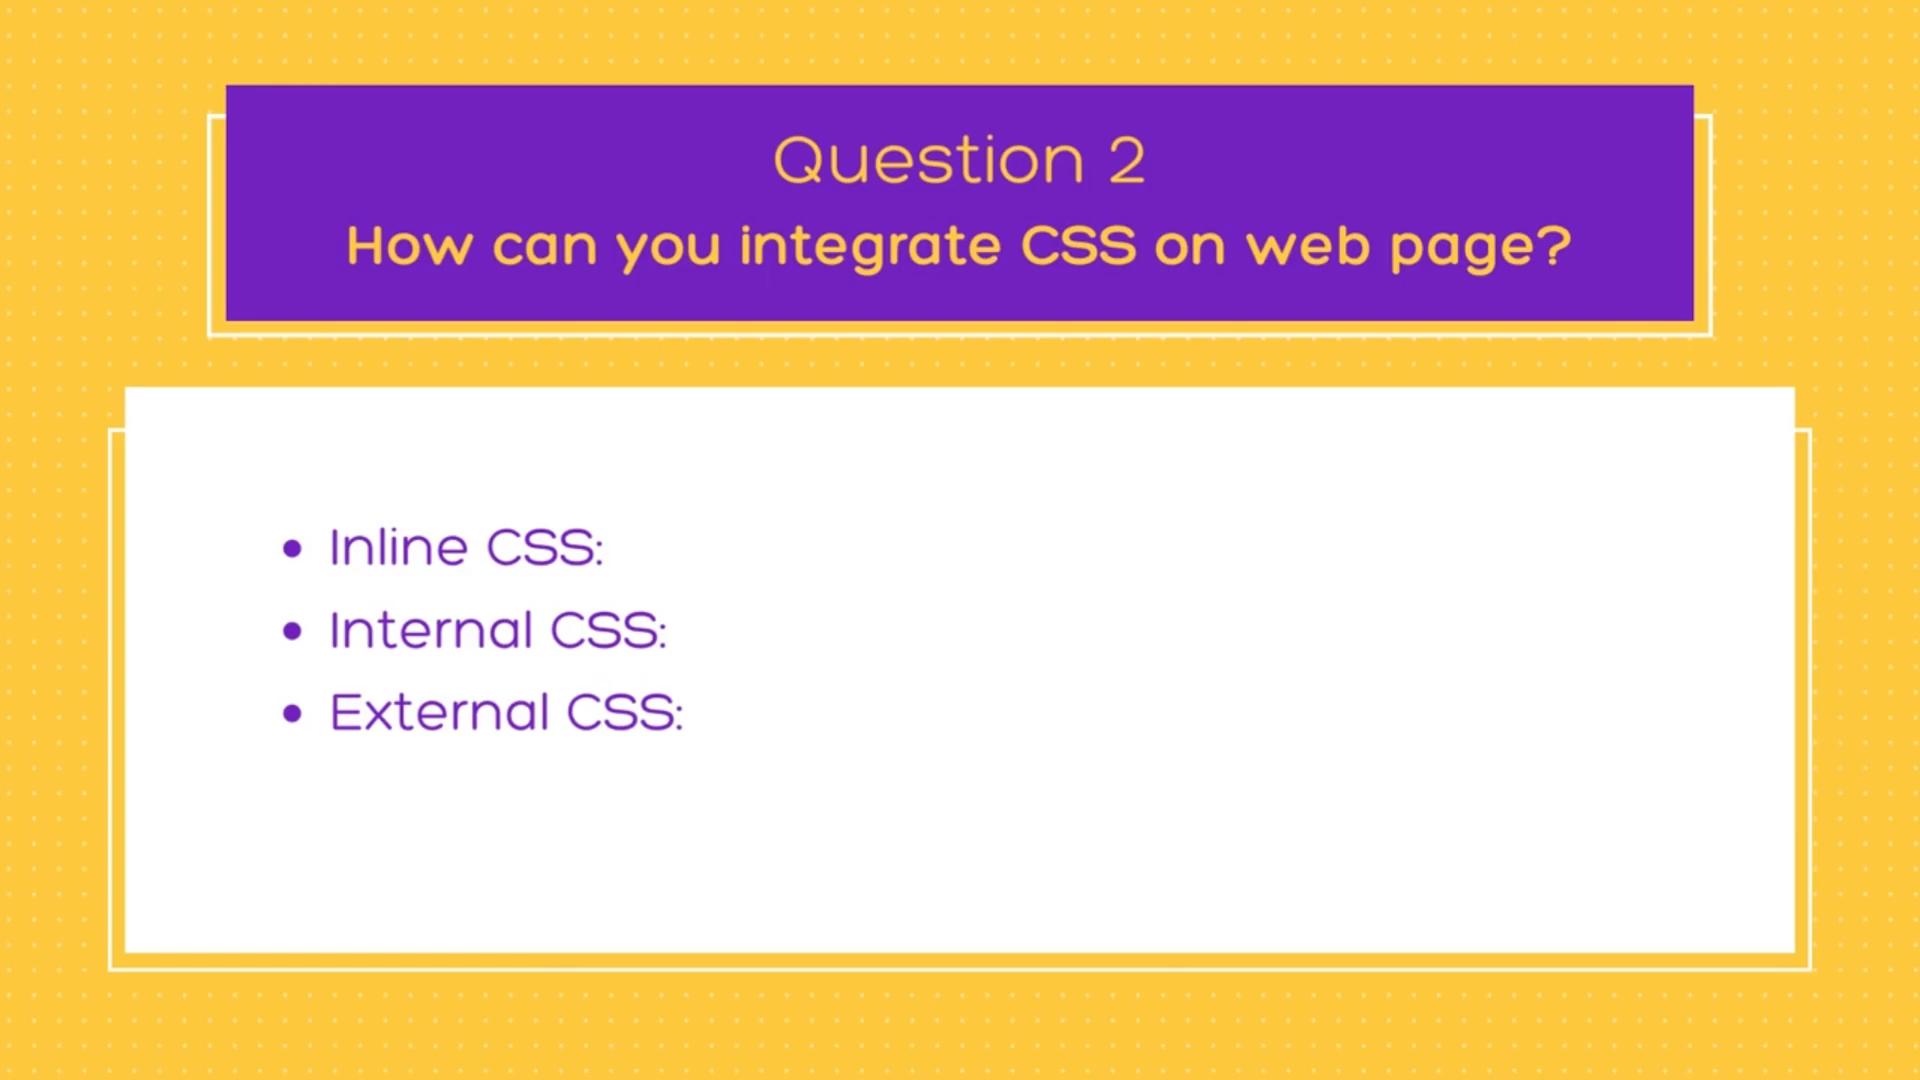 Question 2
How can you integrate CSS on web page?
• Inline CSS:
• Internal CSS:
• External CSS: